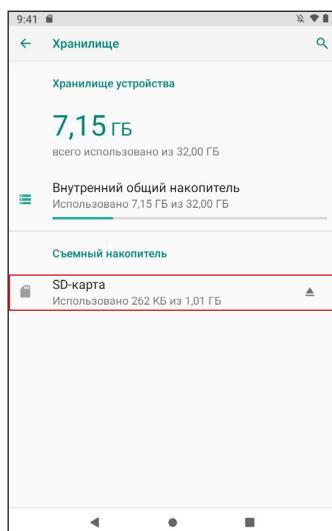 9:41
Хранилище
Хранилище устройства
7,15 ГБ
всего использовано из 32,00 ГБ
Внутренний общий накопитель
Использовано 7,15 ГБ из 32,00 ГБ
Съемный накопитель
SD-карта
Использовано 262 КБ из 1,01 ГБ